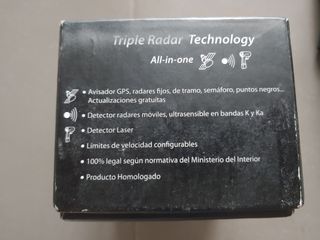 Triple Radar Technology
All-in-one
• Avisador GPS, radares fijos, de tramo, semáforo, puntos negros...
Actualizaciones gratuitas
• Detector radares móviles, ultrasensible en bandas K y Ka
• Detector Laser
• Límites de velocidad configurables
• 100% legal según normativa del Ministerio del Interior
• Producto Homologado